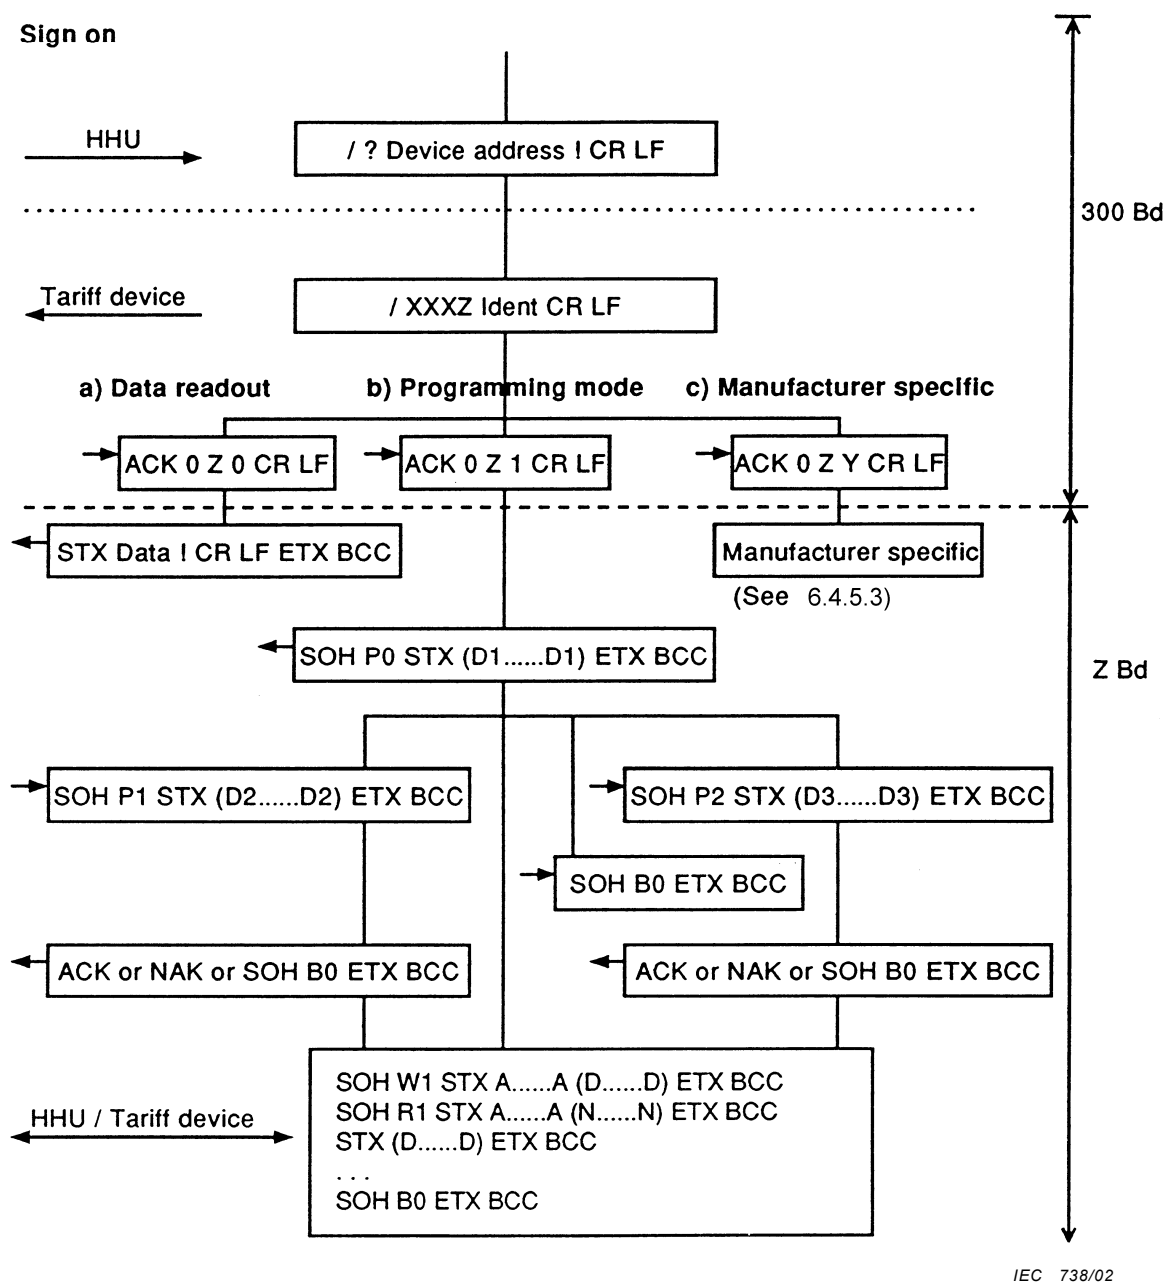 Sign on
HHU
/ ? Device address ! CR LF
300 Bd
Tariff device
/ XXXZ Ident CR LF
a) Data readout
b) Programming mode
c) Manufacturer specific
ACK 0 Z 0 CR LF
ACK 0 Z 1 CR LF
ACK 0 Z Y CR LF
STX Data ! CR LF ETX BCC
Manufacturer specific
(See 6.4.5.3)
SOH P0 STX (D1......D1) ETX BCC
Z Bd
SOH P1 STX (D2......D2) ETX BCC
SOH P2 STX (D3......D3) ETX BCC
SOH B0 ETX BCC
ACK or NAK or SOH B0 ETX BCC
ACK or NAK or SOH B0 ETX BCC
HHU / Tariff device
SOH W1 STX A......A (D......D) ETX BCC
SOH R1 STX A......A (N......N) ETX BCC
STX (D......D) ETX BCC
. . .
SOH B0 ETX BCC
IEC 738/02